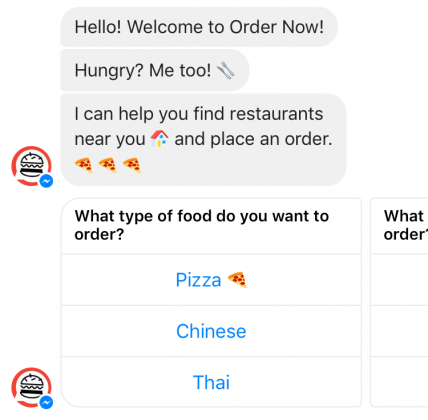 Hello! Welcome to Order Now!
Hungry? Me too! 🍴
I can help you find restaurants
near you 🏠 and place an order.
🍕 🍕 🍕
What type of food do you want to
order?
What
order?
Pizza 🍕
Chinese
Thai